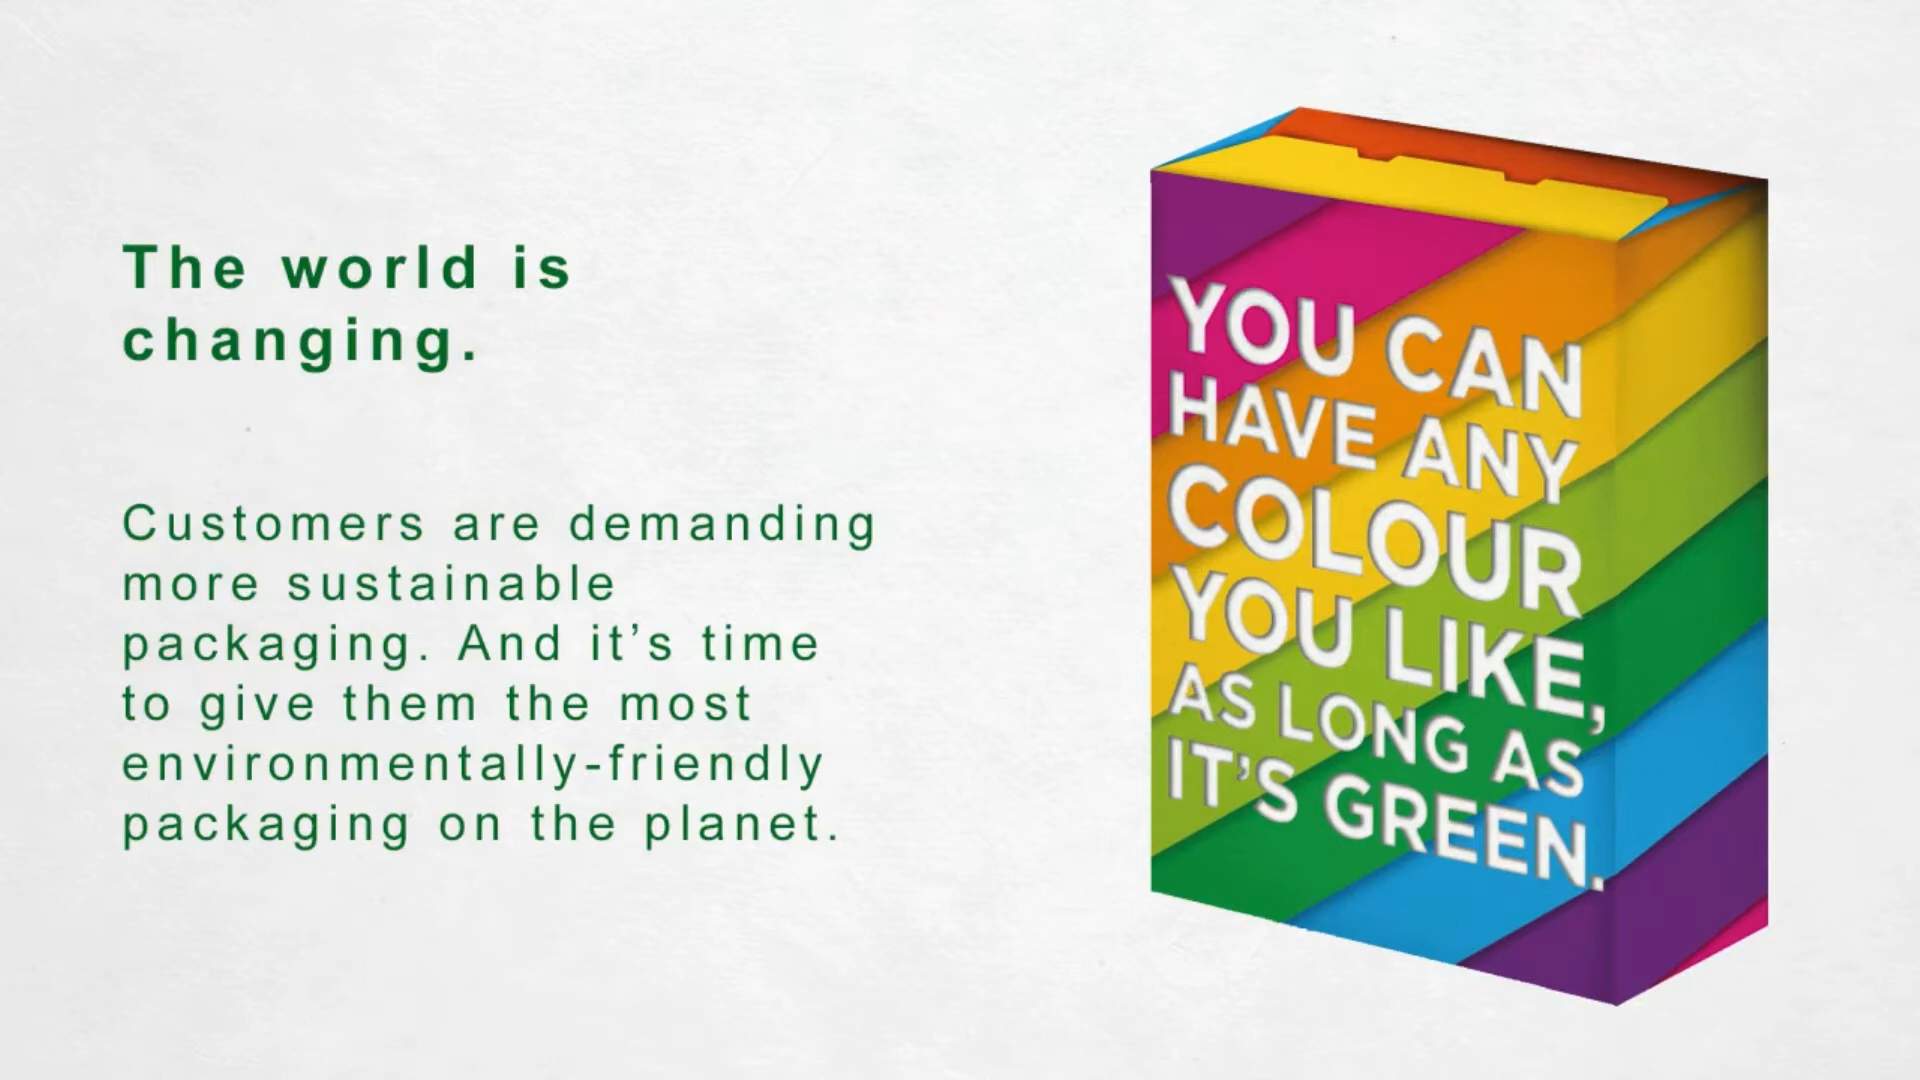 The world is
changing.
Customers are demanding
more sustainable
packaging. And it’s time
to give them the most
environmentally-friendly
packaging on the planet.
YOU CAN
HAVE ANY
COLOUR
YOU LIKE,
AS LONG AS
IT’S GREEN.